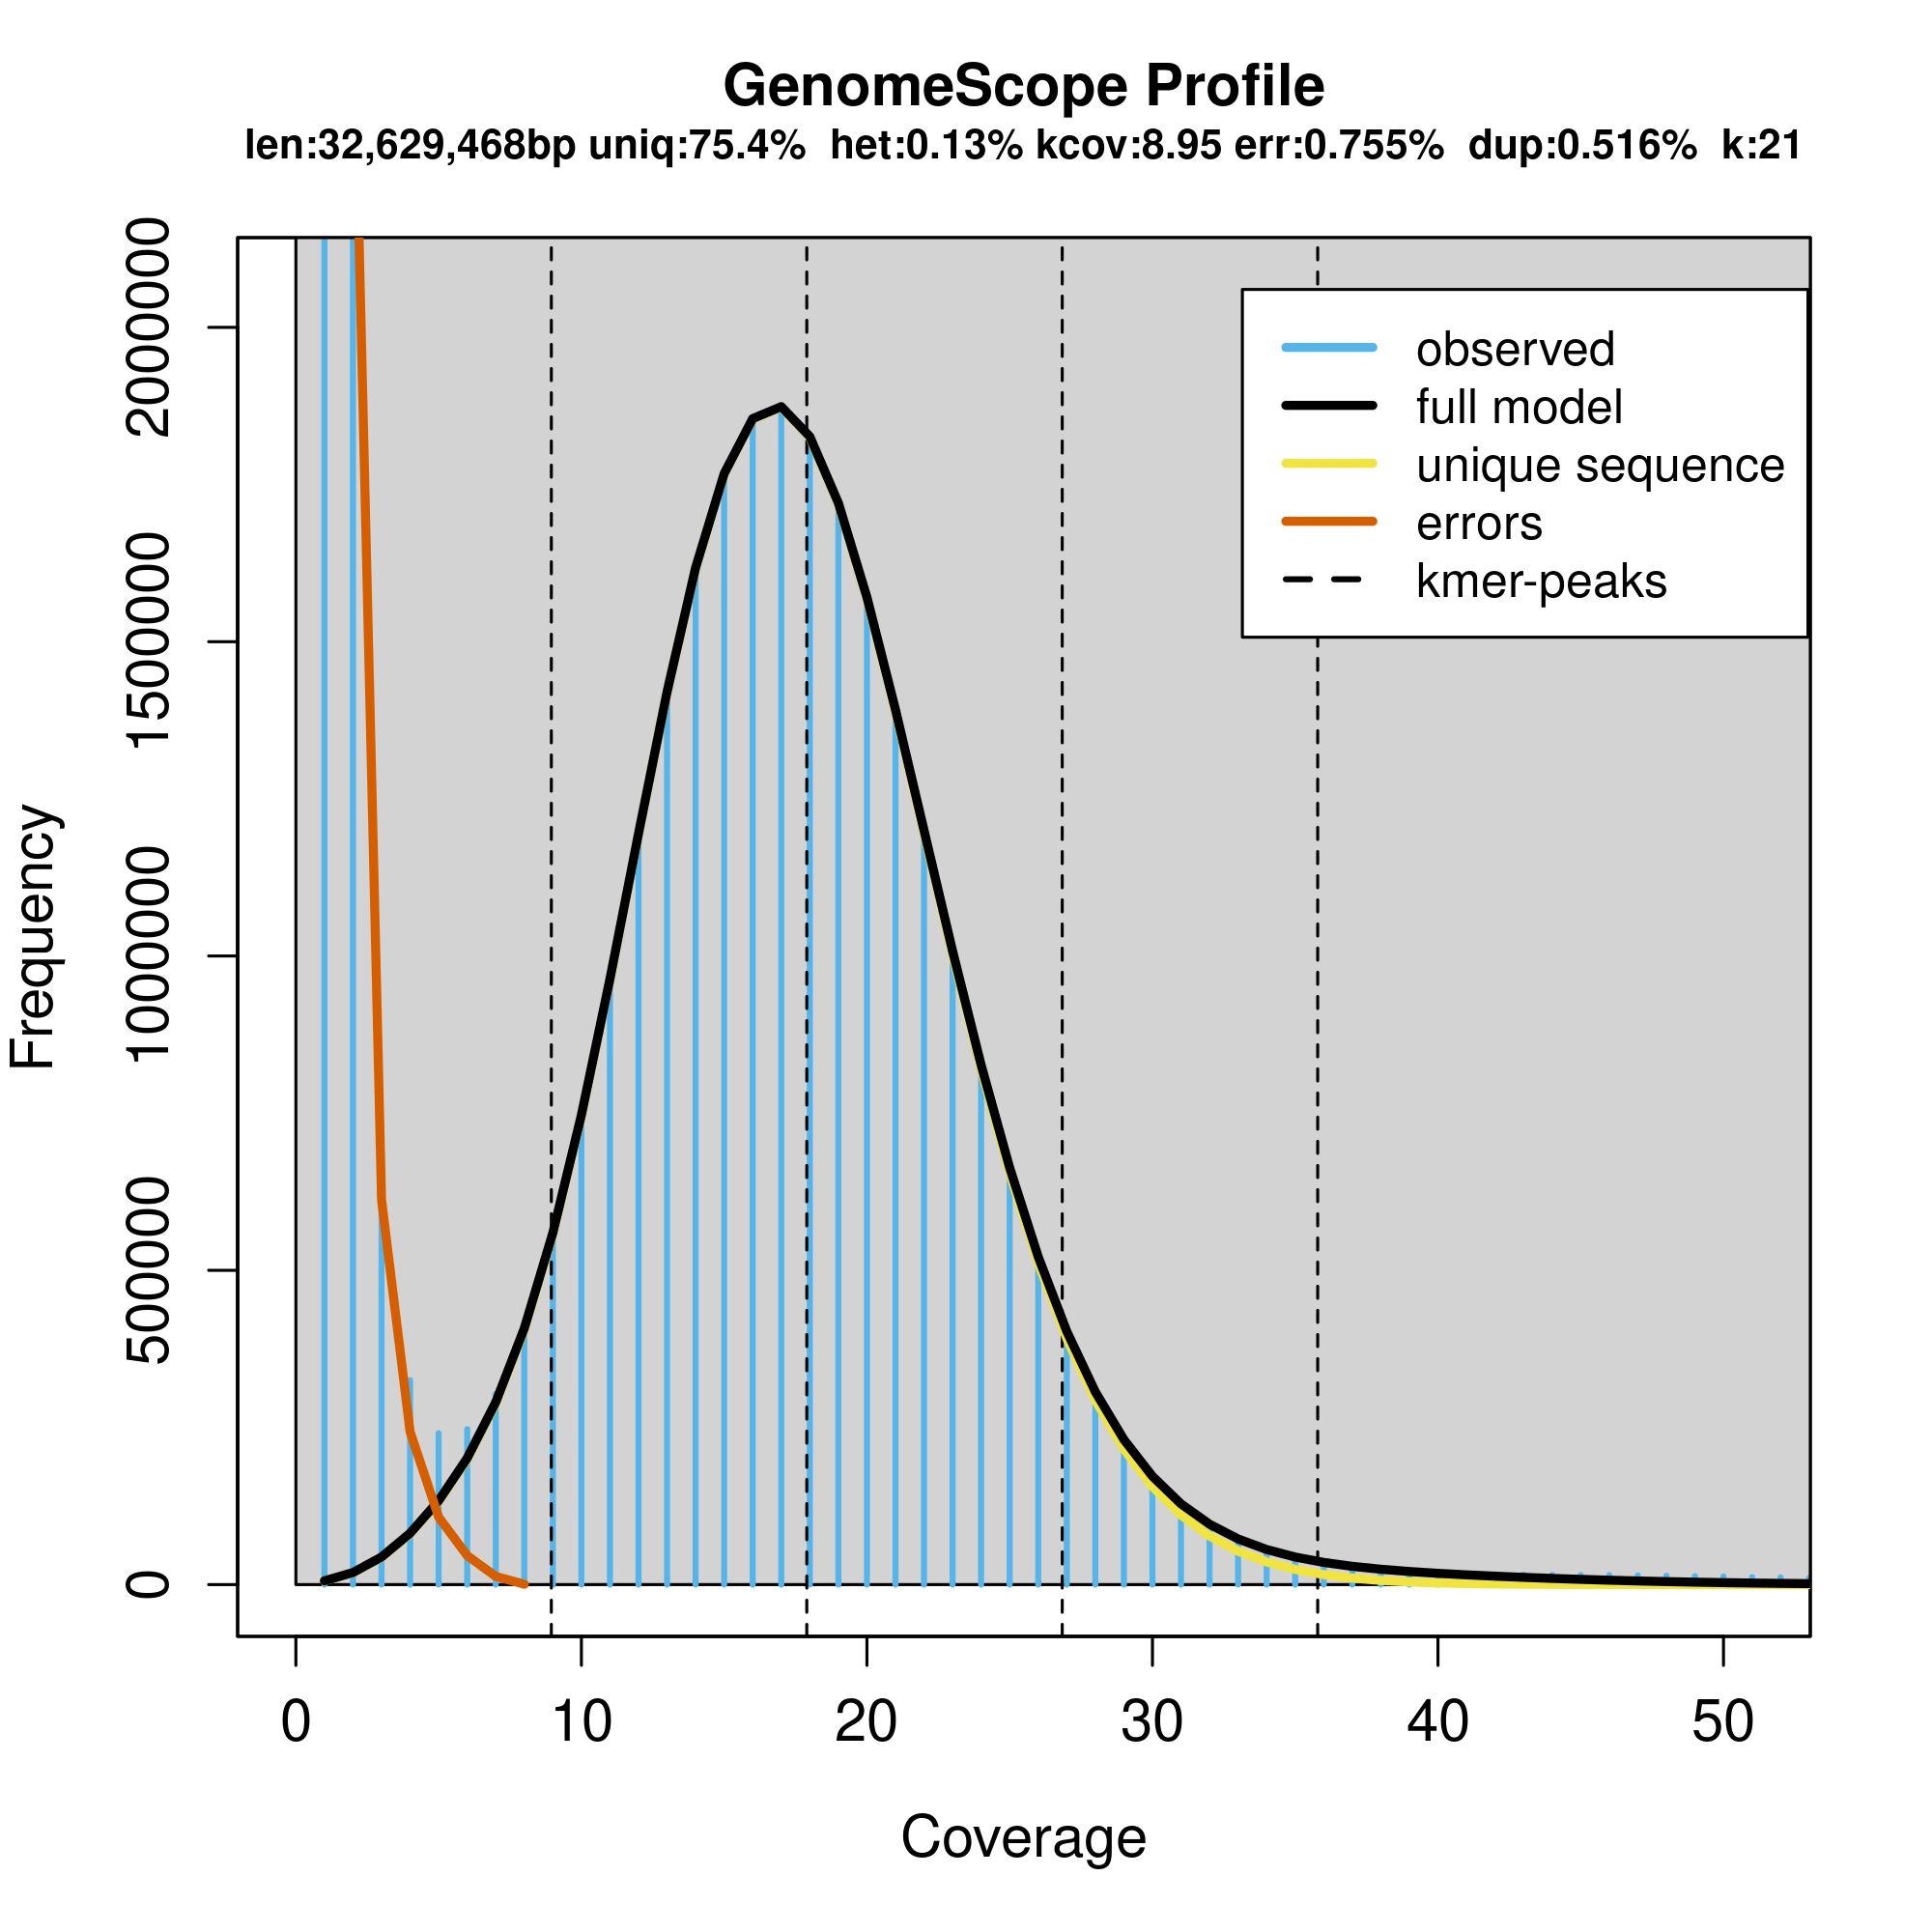 GenomeScope Profile
len:32,629,468bp uniq:75.4% het:0.13% kcov:8.95 err:0.755% dup:0.516% k:21
observed
full model
unique sequence
errors
kmer-peaks
Frequency
2000000
1500000
1000000
500000
0
0 10 20 30 40 50
Coverage